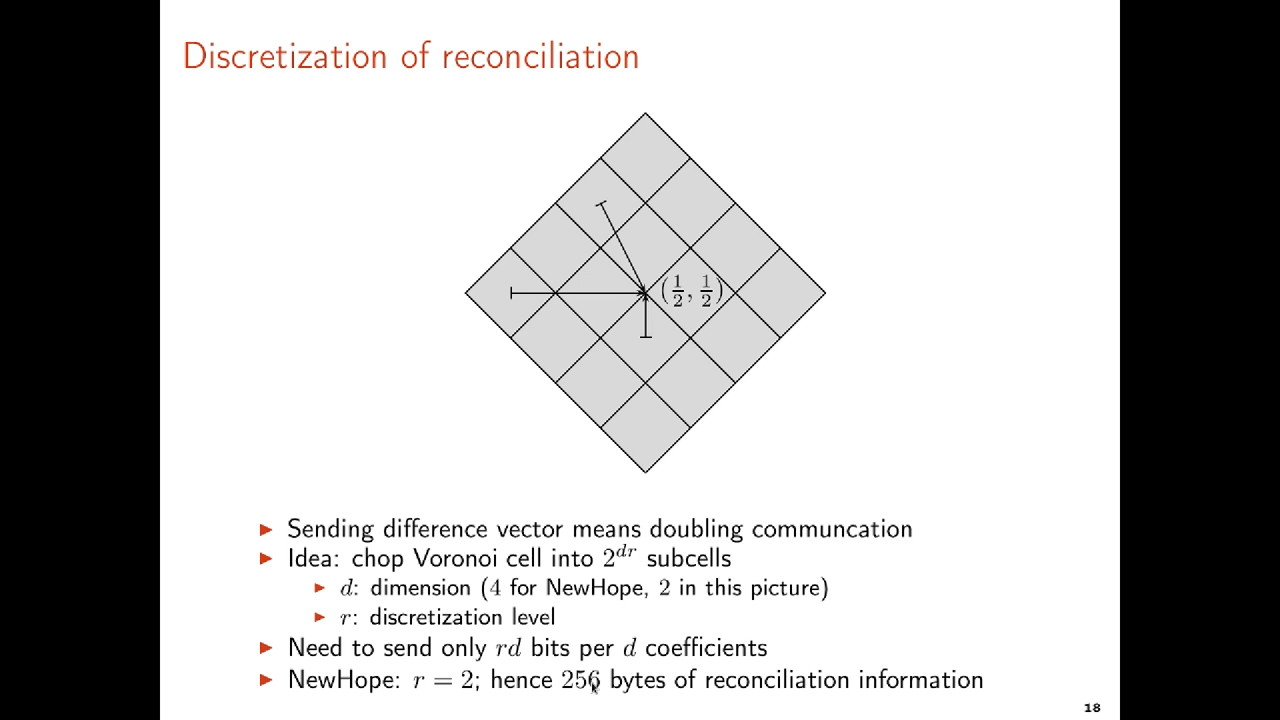 Discretization of reconciliation
(1/2, 1/2)
► Sending difference vector means doubling communcation
► Idea: chop Voronoi cell into 2^{dr} subcells
► d: dimension (4 for NewHope, 2 in this picture)
► r: discretization level
► Need to send only rd bits per d coefficients
► NewHope: r = 2; hence 256 bytes of reconciliation information
18